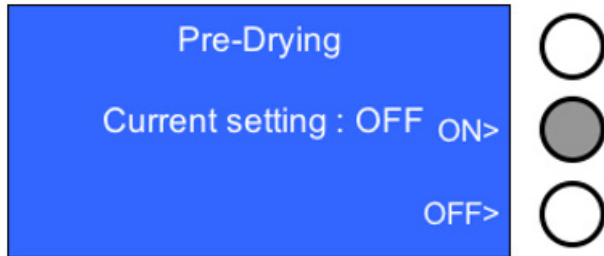 Pre-Drying
Current setting : OFF ON>
OFF>